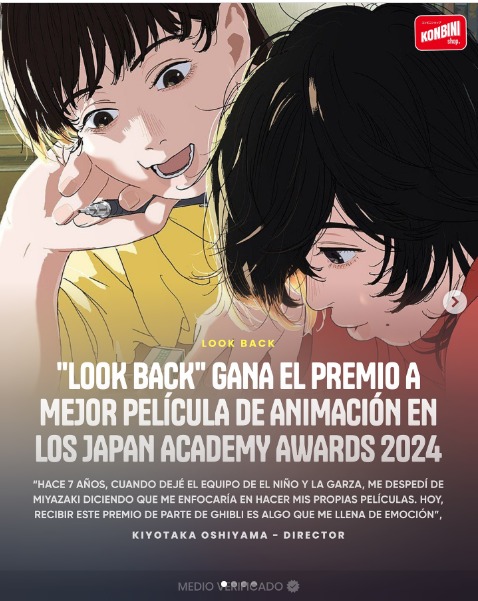 KONBINI
shop.
LOOK BACK
"LOOK BACK" GANA EL PREMIO A
MEJOR PELÍCULA DE ANIMACIÓN EN
LOS JAPAN ACADEMY AWARDS 2024
"HACE 7 AÑOS, CUANDO DEJÉ EL EQUIPO DE EL NIÑO Y LA GARZA, ME DESPEDÍ DE
MIYAZAKI DICIENDO QUE ME ENFOCARÍA EN HACER MIS PROPIAS PELÍCULAS. HOY,
RECIBIR ESTE PREMIO DE PARTE DE GHIBLI ES ALGO QUE ME LLENA DE EMOCIÓN",
KIYOTAKA OSHIYAMA - DIRECTOR
MEDIO VERIFICADO